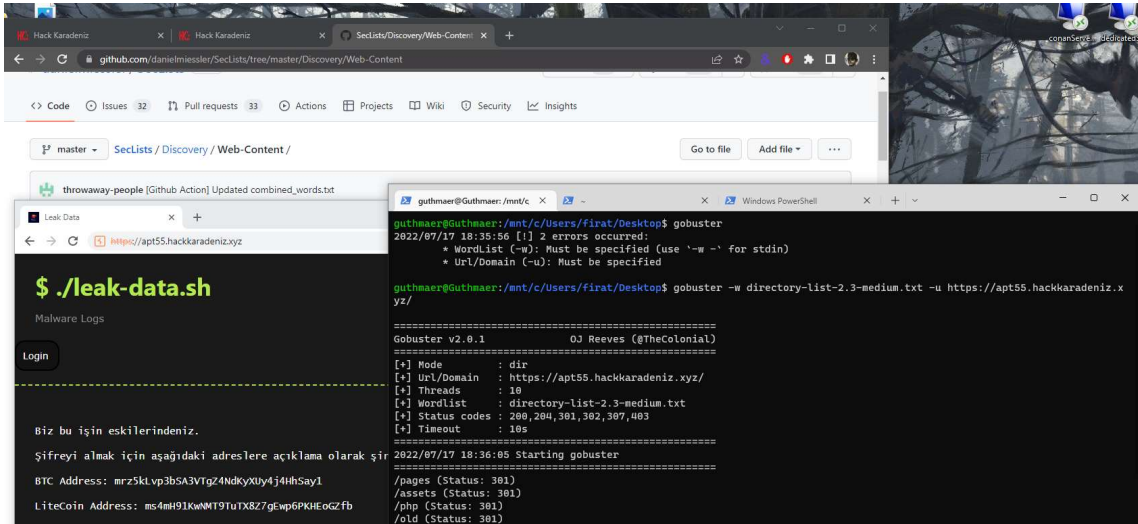 conanServe...
dedicated
Hack Karadeniz
Hack Karadeniz
SecLists/Discovery/Web-Content
github.com/danielmiessler/SecLists/tree/master/Discovery/Web-Content
<> Code
Issues 32
Pull requests 33
Actions
Projects
Wiki
Security
Insights
master
SecLists / Discovery / Web-Content /
Go to file
Add file
...
throwaway-people [Github Action] Updated combined_words.txt
Leak Data
https://apt55.hackkaradeniz.xyz
$ ./leak-data.sh
Malware Logs
Login
Biz bu işin eskilerindeniz.
Şifreyi almak için aşağıdaki adreslere açıklama olarak şir
BTC Address: mrz5kLvp3bSA3VTgZ4NdKyXUy4j4HhSay1
LiteCoin Address: ms4mH91KwNMT9TuTX8Z7gEwp6PKHEoGZfb
guthmaer@Guthmaer: /mnt/c
~
Windows PowerShell
guthmaer@Guthmaer:/mnt/c/Users/firat/Desktop$ gobuster
2022/07/17 18:35:56 [!] 2 errors occurred:
* WordList (-w): Must be specified (use `-w -` for stdin)
* Url/Domain (-u): Must be specified
guthmaer@Guthmaer:/mnt/c/Users/firat/Desktop$ gobuster -w directory-list-2.3-medium.txt -u https://apt55.hackkaradeniz.x
yz/
=====================================================
Gobuster v2.0.1 OJ Reeves (@TheColonial)
=====================================================
[+] Mode : dir
[+] Url/Domain : https://apt55.hackkaradeniz.xyz/
[+] Threads : 10
[+] Wordlist : directory-list-2.3-medium.txt
[+] Status codes : 200,204,301,302,307,403
[+] Timeout : 10s
=====================================================
2022/07/17 18:36:05 Starting gobuster
=====================================================
/pages (Status: 301)
/assets (Status: 301)
/php (Status: 301)
/old (Status: 301)